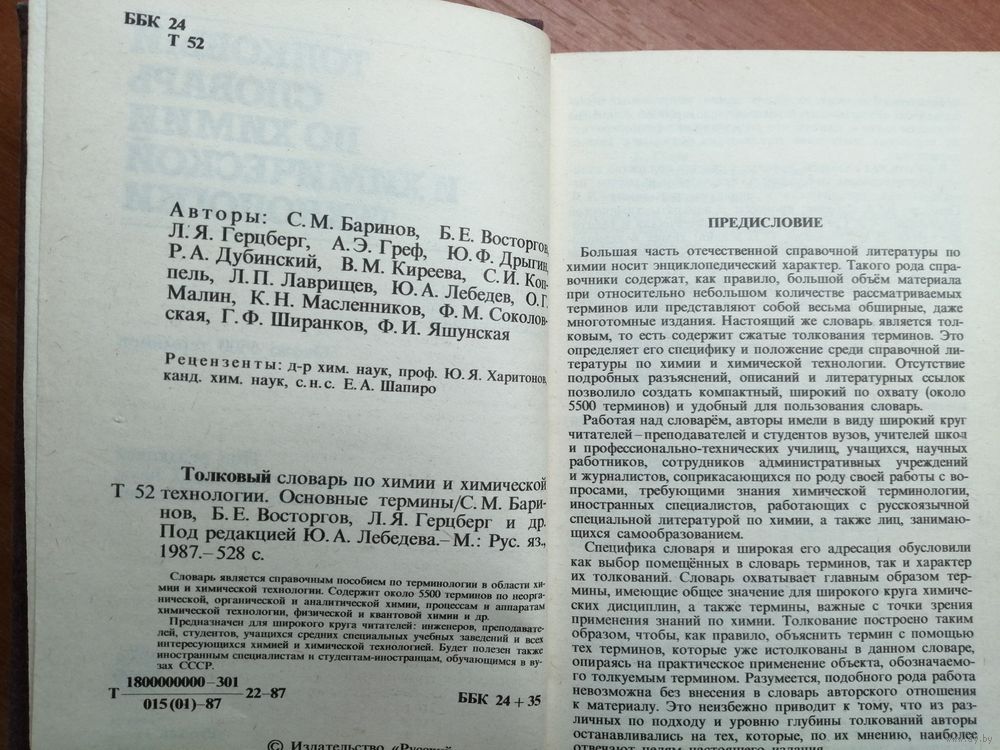 ББК 24
Т 52
Авторы: С. М. Баринов, Б. Е. Восторгов,
Л. Я. Герцберг, А. Э. Греф, Ю. Ф. Дрыгин,
Р. А. Дубинский, В. М. Киреева, С. И. Коп-
пель, Л. П. Лаврищев, Ю. А. Лебедев, О. Г.
Малин, К. Н. Масленников, Ф. М. Соколов-
ская, Г. Ф. Ширанков, Ф. И. Яшунская
Рецензенты: д-р хим. наук, проф. Ю. Я. Харитонов,
канд. хим. наук, с. н. с. Е. А. Шапиро
Толковый словарь по химии и химической
Т 52 технологии. Основные термины/С. М. Бари-
нов, Б. Е. Восторгов, Л. Я. Герцберг и др.
Под редакцией Ю. А. Лебедева.– М.: Рус. яз.,
1987.– 528 с.
Словарь является справочным пособием по терминологии в области хи-
мии и химической технологии. Содержит около 5500 терминов по неорга-
нической, органической и аналитической химии, процессам и аппаратам
химической технологии, физической и квантовой химии и др.
Предназначен для широкого круга читателей: инженеров, преподавате-
лей, студентов, учащихся средних специальных учебных заведений и всех
интересующихся химией и химической технологией. Будет полезен также
иностранным специалистам и студентам-иностранцам, обучающимся в ву-
зах СССР.
Т 1800000000–301
015(01)–87 22–87
ББК 24 + 35
© Издательство «Русский
ПРЕДИСЛОВИЕ
Большая часть отечественной справочной литературы по
химии носит энциклопедический характер. Такого рода спра-
вочники содержат, как правило, большой объём материала
при относительно небольшом количестве рассматриваемых
терминов или представляют собой весьма обширные, даже
многотомные издания. Настоящий же словарь является тол-
ковым, то есть содержит сжатые толкования терминов. Это
определяет его специфику и положение среди справочной ли-
тературы по химии и химической технологии. Отсутствие
подробных разъяснений, описаний и литературных ссылок
позволило создать компактный, широкий по охвату (около
5500 терминов) и удобный для пользования словарь.
Работая над словарём, авторы имели в виду широкий круг
читателей – преподавателей и студентов вузов, учителей школ
и профессионально-технических училищ, учащихся, научных
работников, сотрудников административных учреждений
и журналистов, соприкасающихся по роду своей работы с во-
просами, требующими знания химической терминологии,
иностранных специалистов, работающих с русскоязычной
специальной литературой по химии, а также лиц, занимаю-
щихся самообразованием.
Специфика словаря и широкая его адресация обусловили
как выбор помещённых в словарь терминов, так и характер
их толкований. Словарь охватывает главным образом тер-
мины, имеющие общее значение для широкого круга химичес-
ких дисциплин, а также термины, важные с точки зрения
применения знаний по химии. Толкование построено таким
образом, чтобы, как правило, объяснить термин с помощью
тех терминов, которые уже истолкованы в данном словаре,
опираясь на практическое применение объекта, обозначаемо-
го толкуемым термином. Разумеется, подобного рода работа
невозможна без внесения в словарь авторского отношения
к материалу. Это неизбежно приводит к тому, что из раз-
личных по подходу и уровню глубины толкований авторы
останавливались на тех, которые, по их мнению, наиболее
отвечают целям настоящего издания.